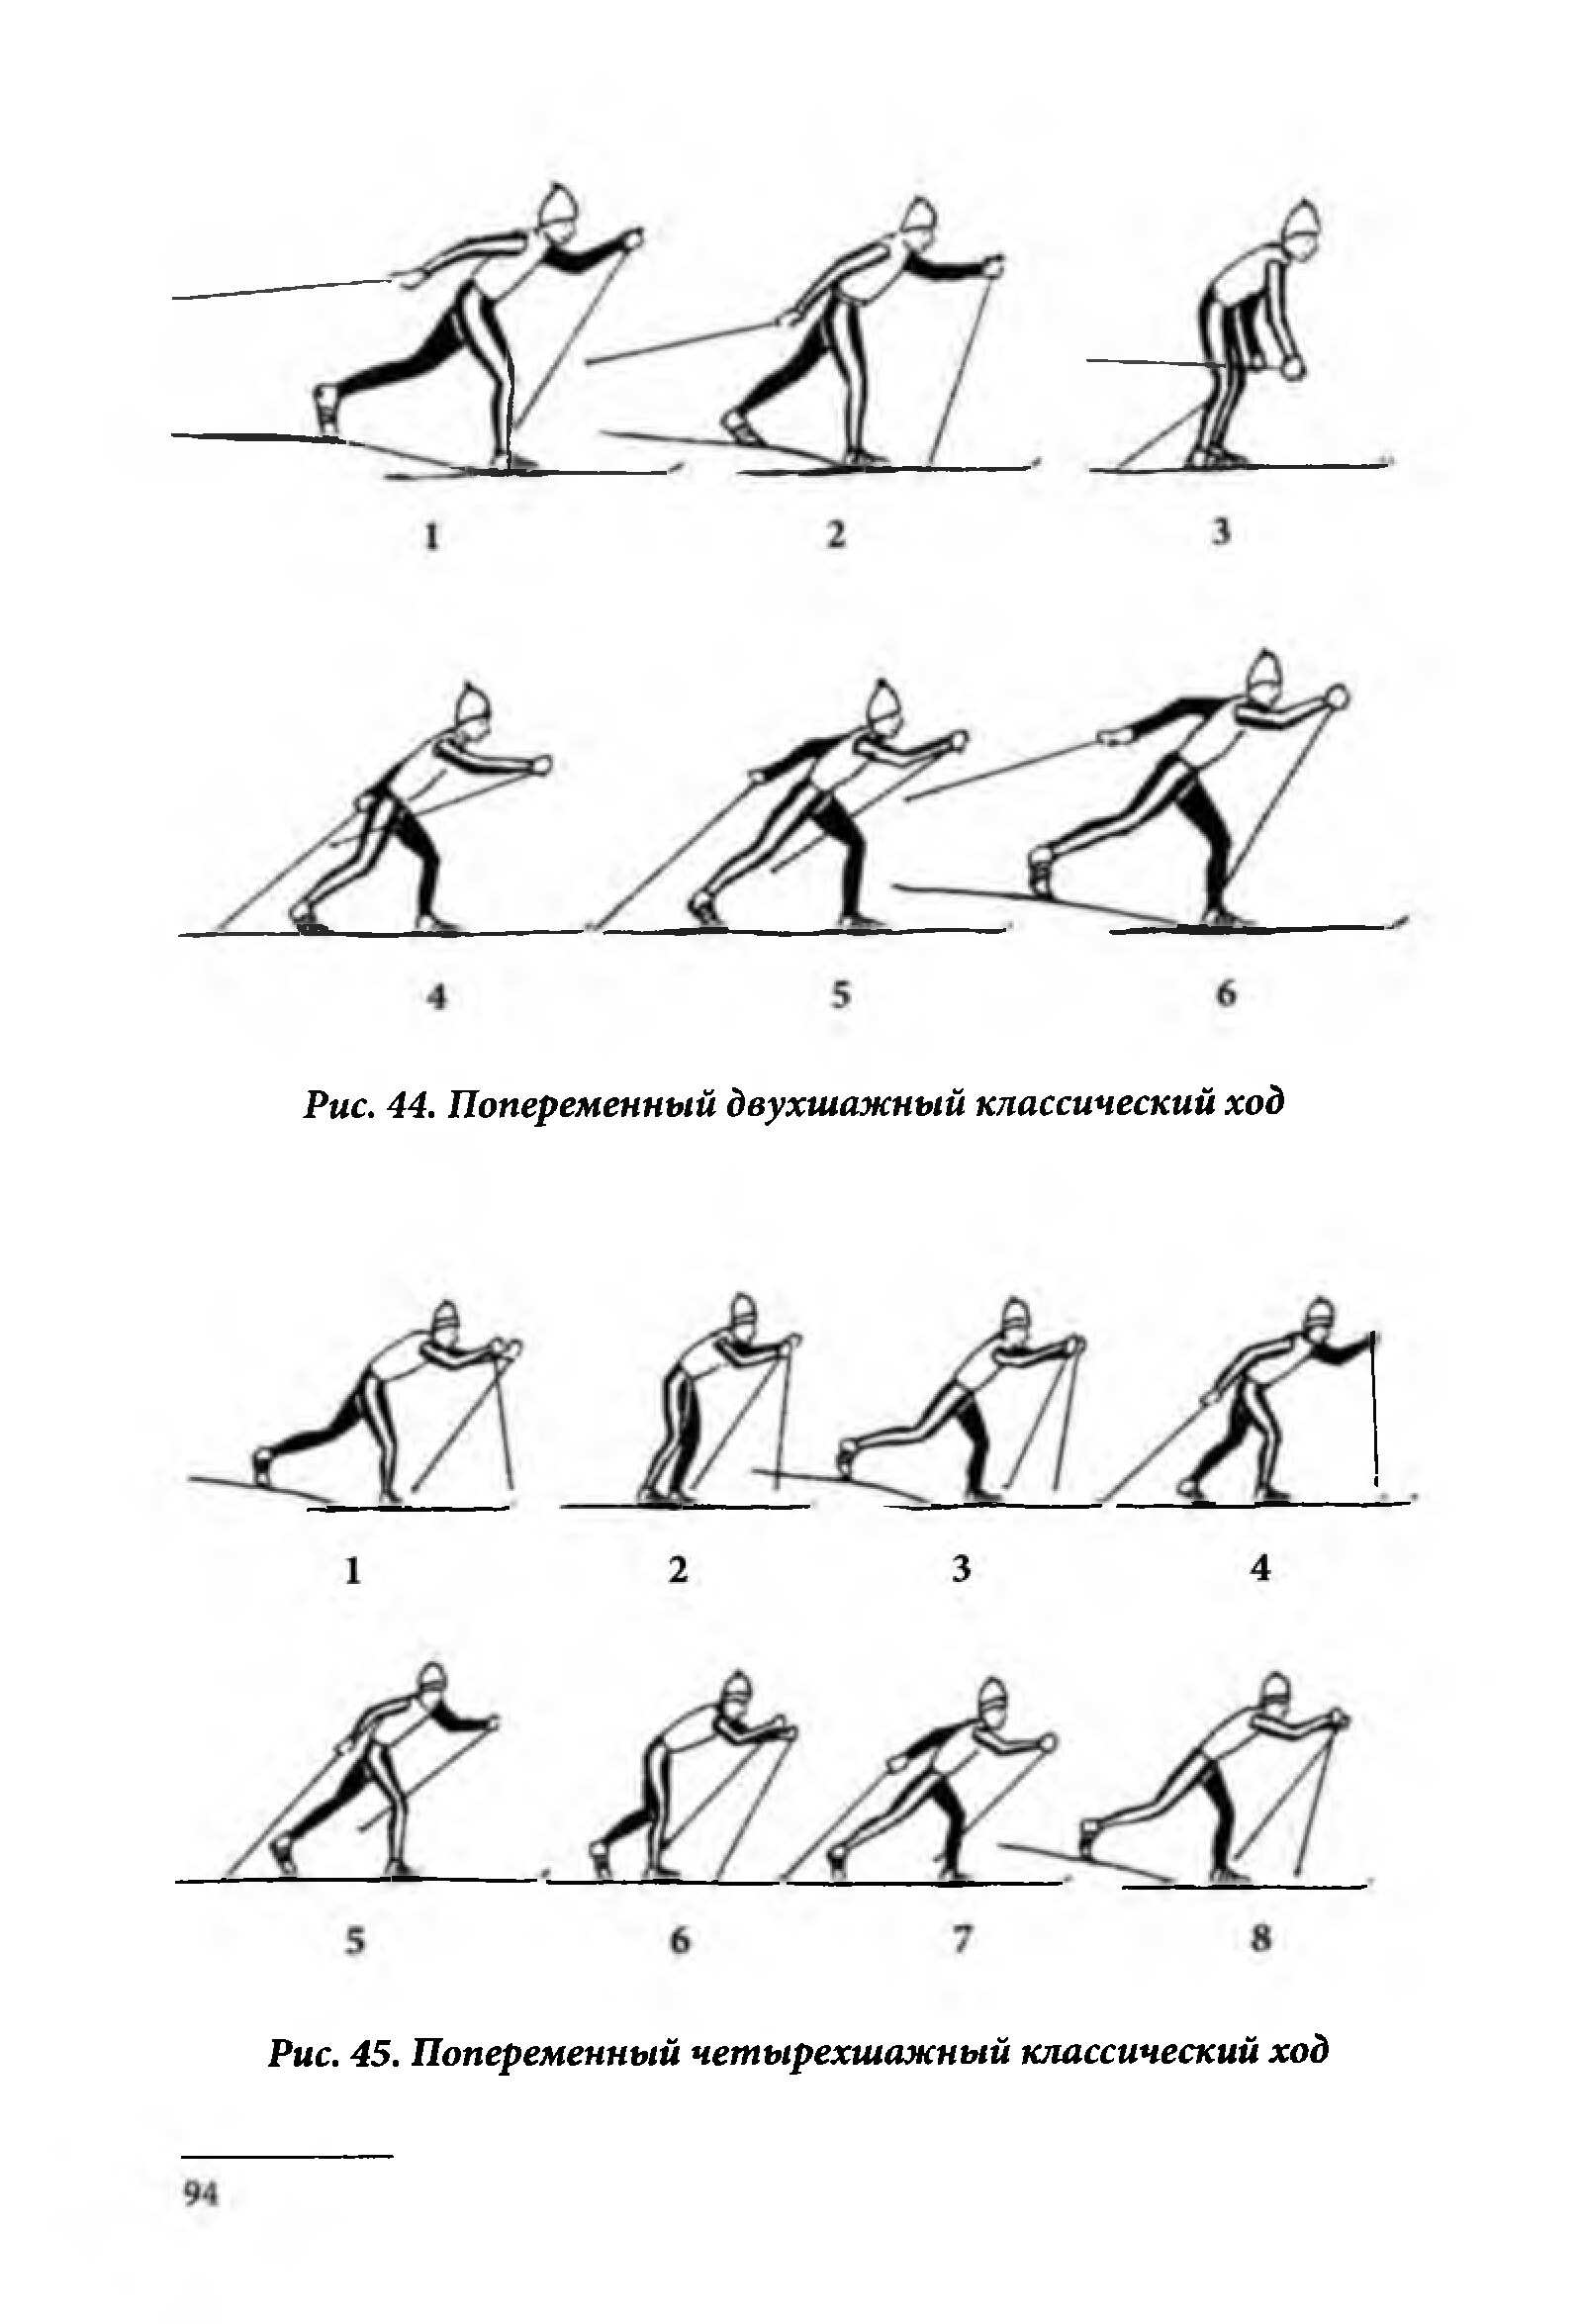 1 2 3
4 5 6
Рис. 44. Попеременный двухшажный классический ход
1 2 3 4
5 6 7 8
Рис. 45. Попеременный четырехшажный классический ход
94